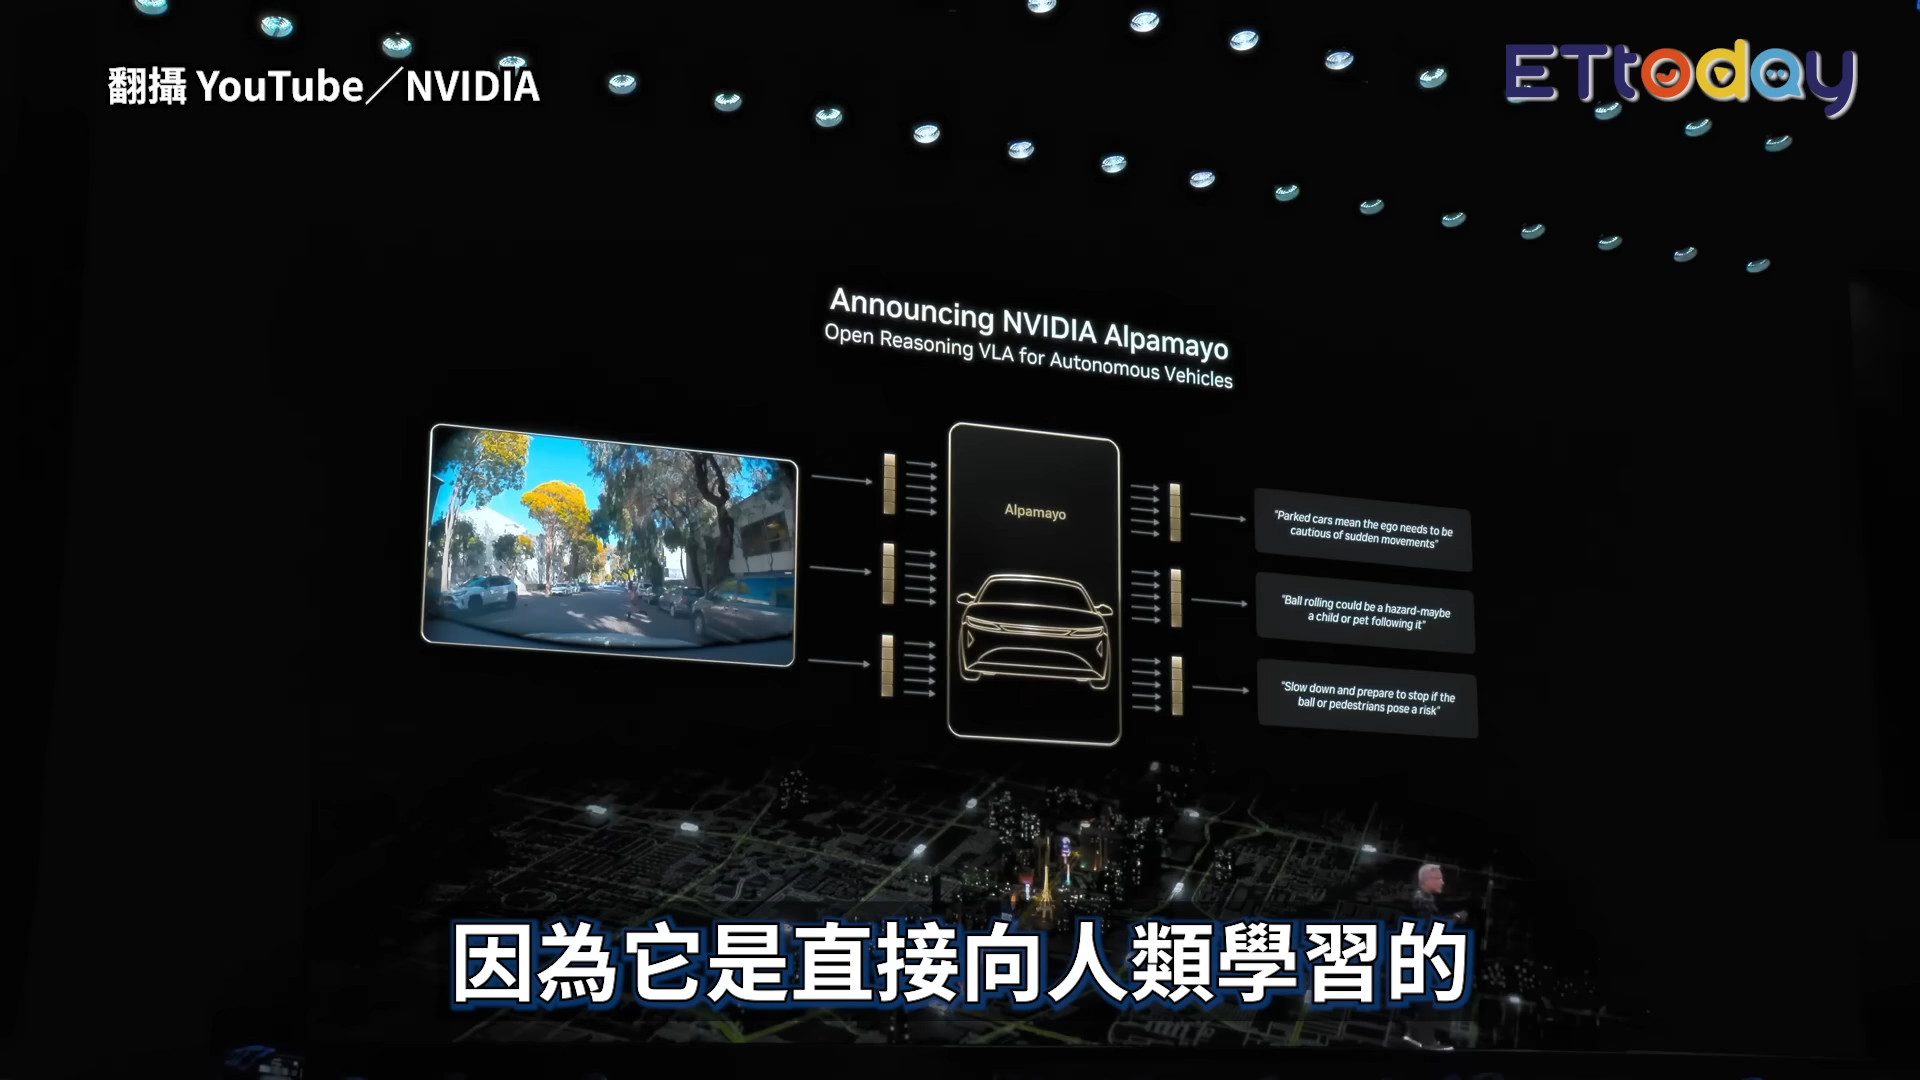 翻攝 YouTube／NVIDIA
ETtoday
Announcing NVIDIA Alpamayo
Open Reasoning VLA for Autonomous Vehicles
Alpamayo
"Parked cars mean the ego needs to be
cautious of sudden movements"
"Ball rolling could be a hazard-maybe
a child or pet following it"
"Slow down and prepare to stop if the
ball or pedestrians pose a risk"
因為它是直接向人類學習的